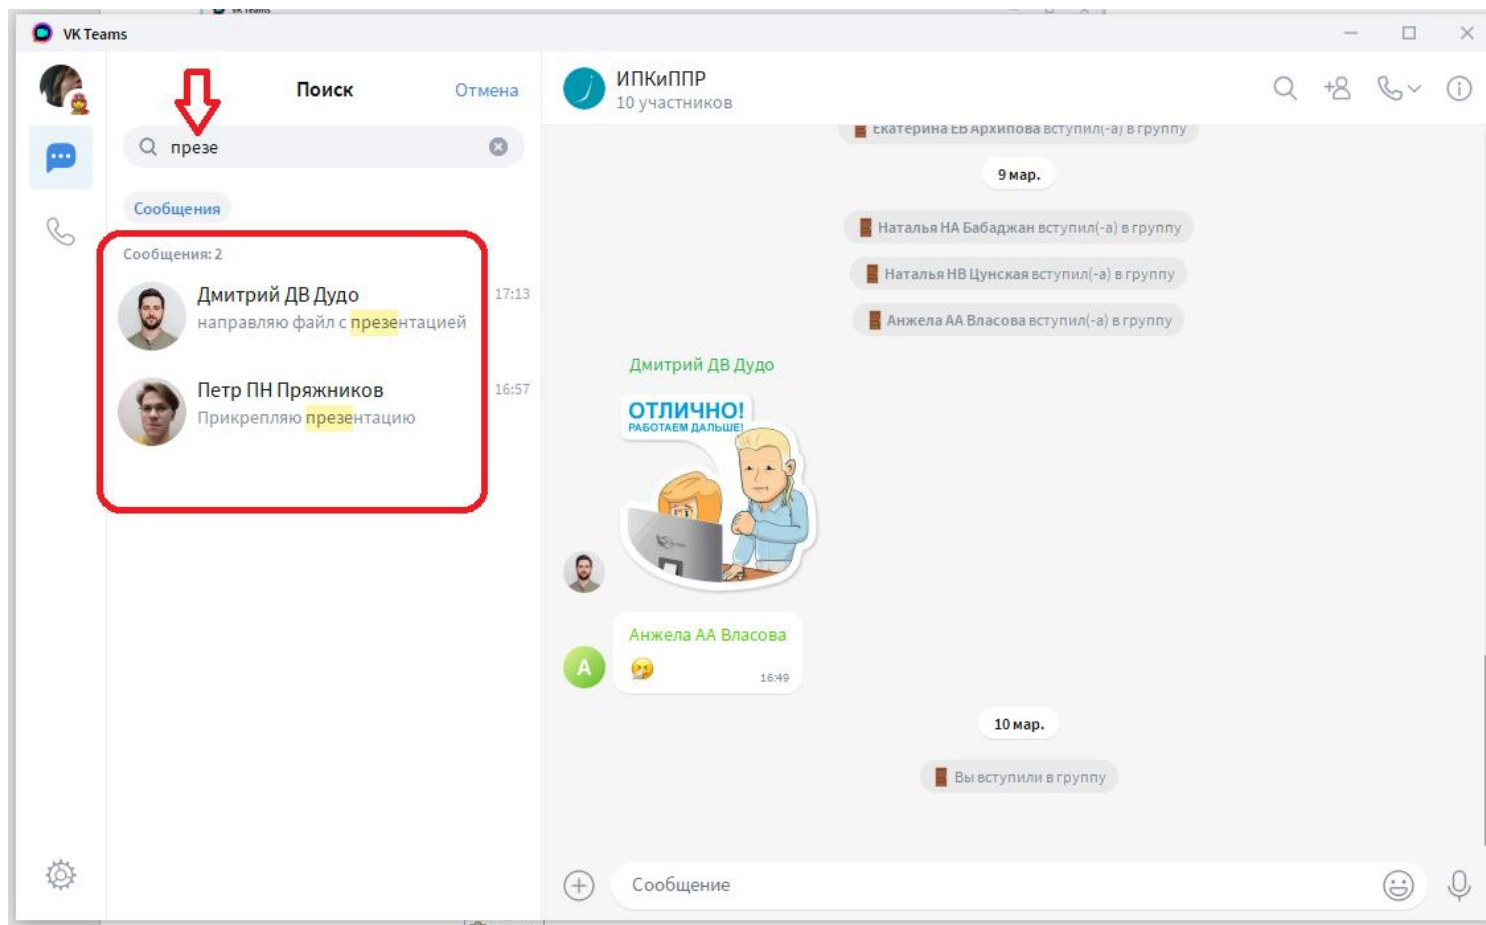 VK Teams
VK Teams
Поиск
Отмена
презе
Сообщения
Сообщения: 2
Дмитрий ДВ Дудо
17:13
направляю файл с презентацией
Петр ПН Пряжников
16:57
Прикрепляю презентацию
ИПКиППР
10 участников
Екатерина ЕВ Архипова вступил(-а) в группу
9 мар.
Наталья НА Бабаджан вступил(-а) в группу
Наталья НВ Цунская вступил(-а) в группу
Анжела АА Власова вступил(-а) в группу
Дмитрий ДВ Дудо
ОТЛИЧНО!
РАБОТАЕМ ДАЛЬШЕ!
Анжела АА Власова
А
16:49
10 мар.
Вы вступили в группу
Сообщение